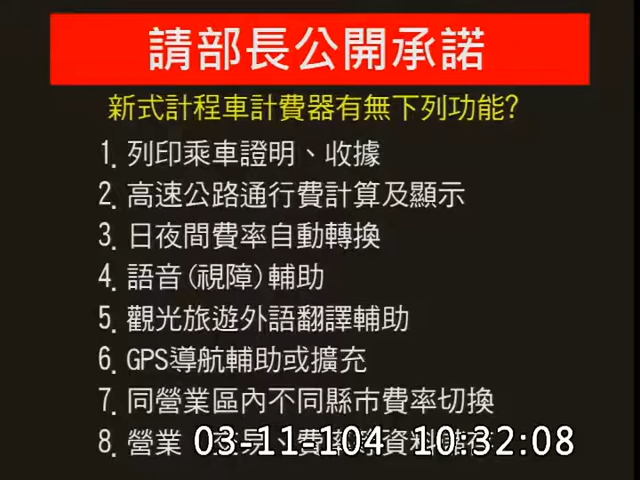 請部長公開承諾
新式計程車計費器有無下列功能?
1. 列印乘車證明、收據
2. 高速公路通行費計算及顯示
3. 日夜間費率自動轉換
4. 語音(視障)輔助
5. 觀光旅遊外語翻譯輔助
6. GPS導航輔助或擴充
7. 同營業區內不同縣市費率切換
8. 營業
03-11-104 10:32:08